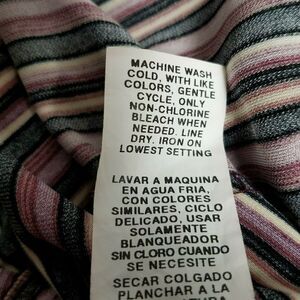 MACHINE WASH
COLD, WITH LIKE
COLORS, GENTLE
CYCLE, ONLY
NON-CHLORINE
BLEACH WHEN
NEEDED. LINE
DRY. IRON ON
LOWEST SETTING
LAVAR A MAQUINA
EN AGUA FRIA,
CON COLORES
SIMILARES, CICLO
DELICADO, USAR
SOLAMENTE
BLANQUEADOR
SIN CLORO CUANDO
SE NECESITE
SECAR COLGADO
PLANCHAR A LA